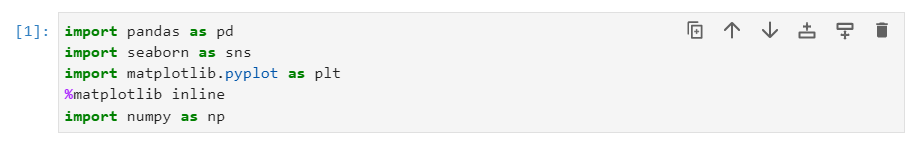 [1]: import pandas as pd
import seaborn as sns
import matplotlib.pyplot as plt
%matplotlib inline
import numpy as np